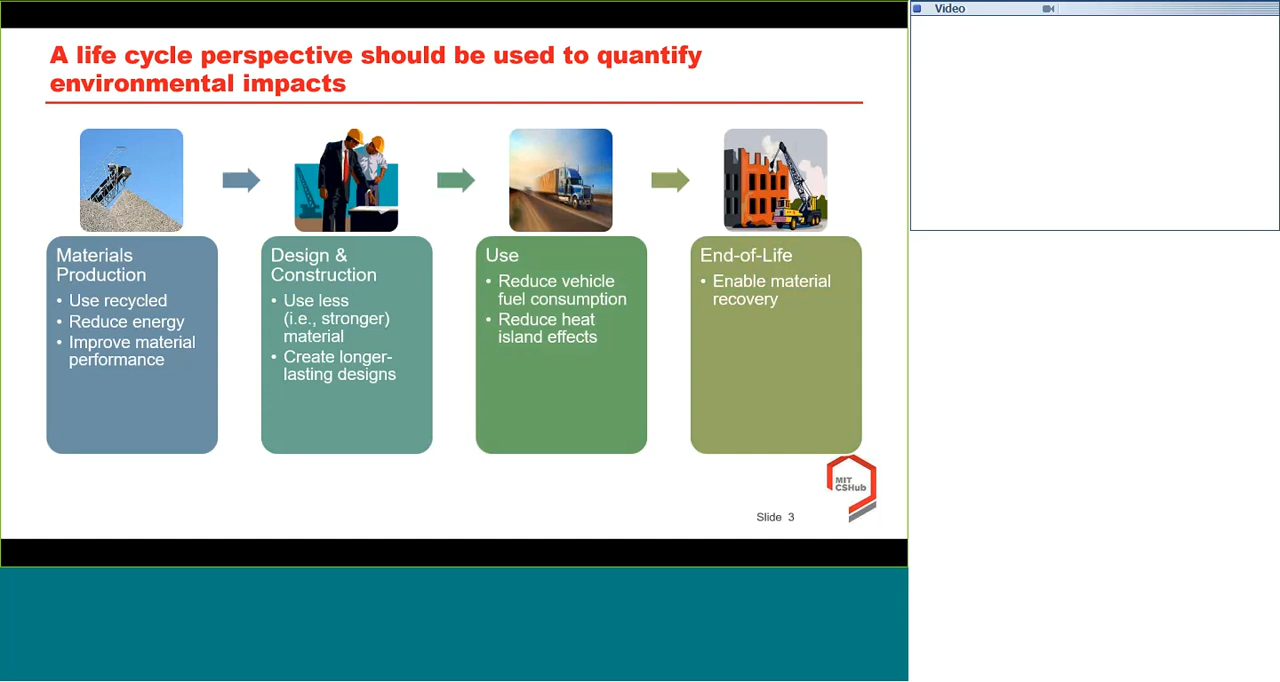 Video
A life cycle perspective should be used to quantify
environmental impacts
Materials
Production
• Use recycled
• Reduce energy
• Improve material
performance
Design &
Construction
• Use less
(i.e., stronger)
material
• Create longer-
lasting designs
Use
• Reduce vehicle
fuel consumption
• Reduce heat
island effects
End-of-Life
• Enable material
recovery
MIT
CSHub
Slide 3